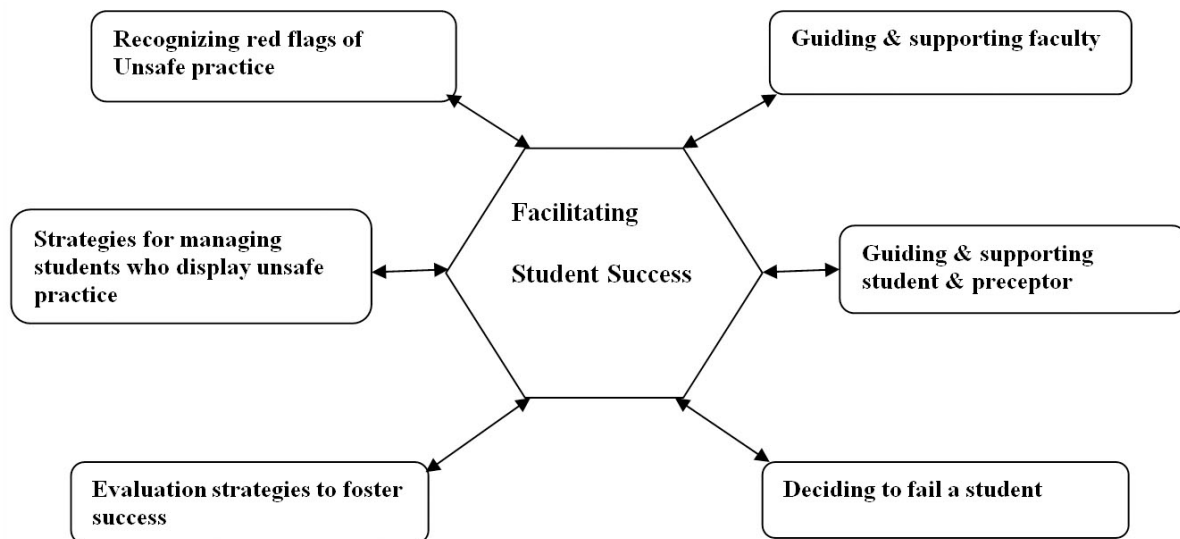 Recognizing red flags of
Unsafe practice
Guiding & supporting faculty
Facilitating
Student Success
Strategies for managing
students who display unsafe
practice
Guiding & supporting
student & preceptor
Evaluation strategies to foster
success
Deciding to fail a student